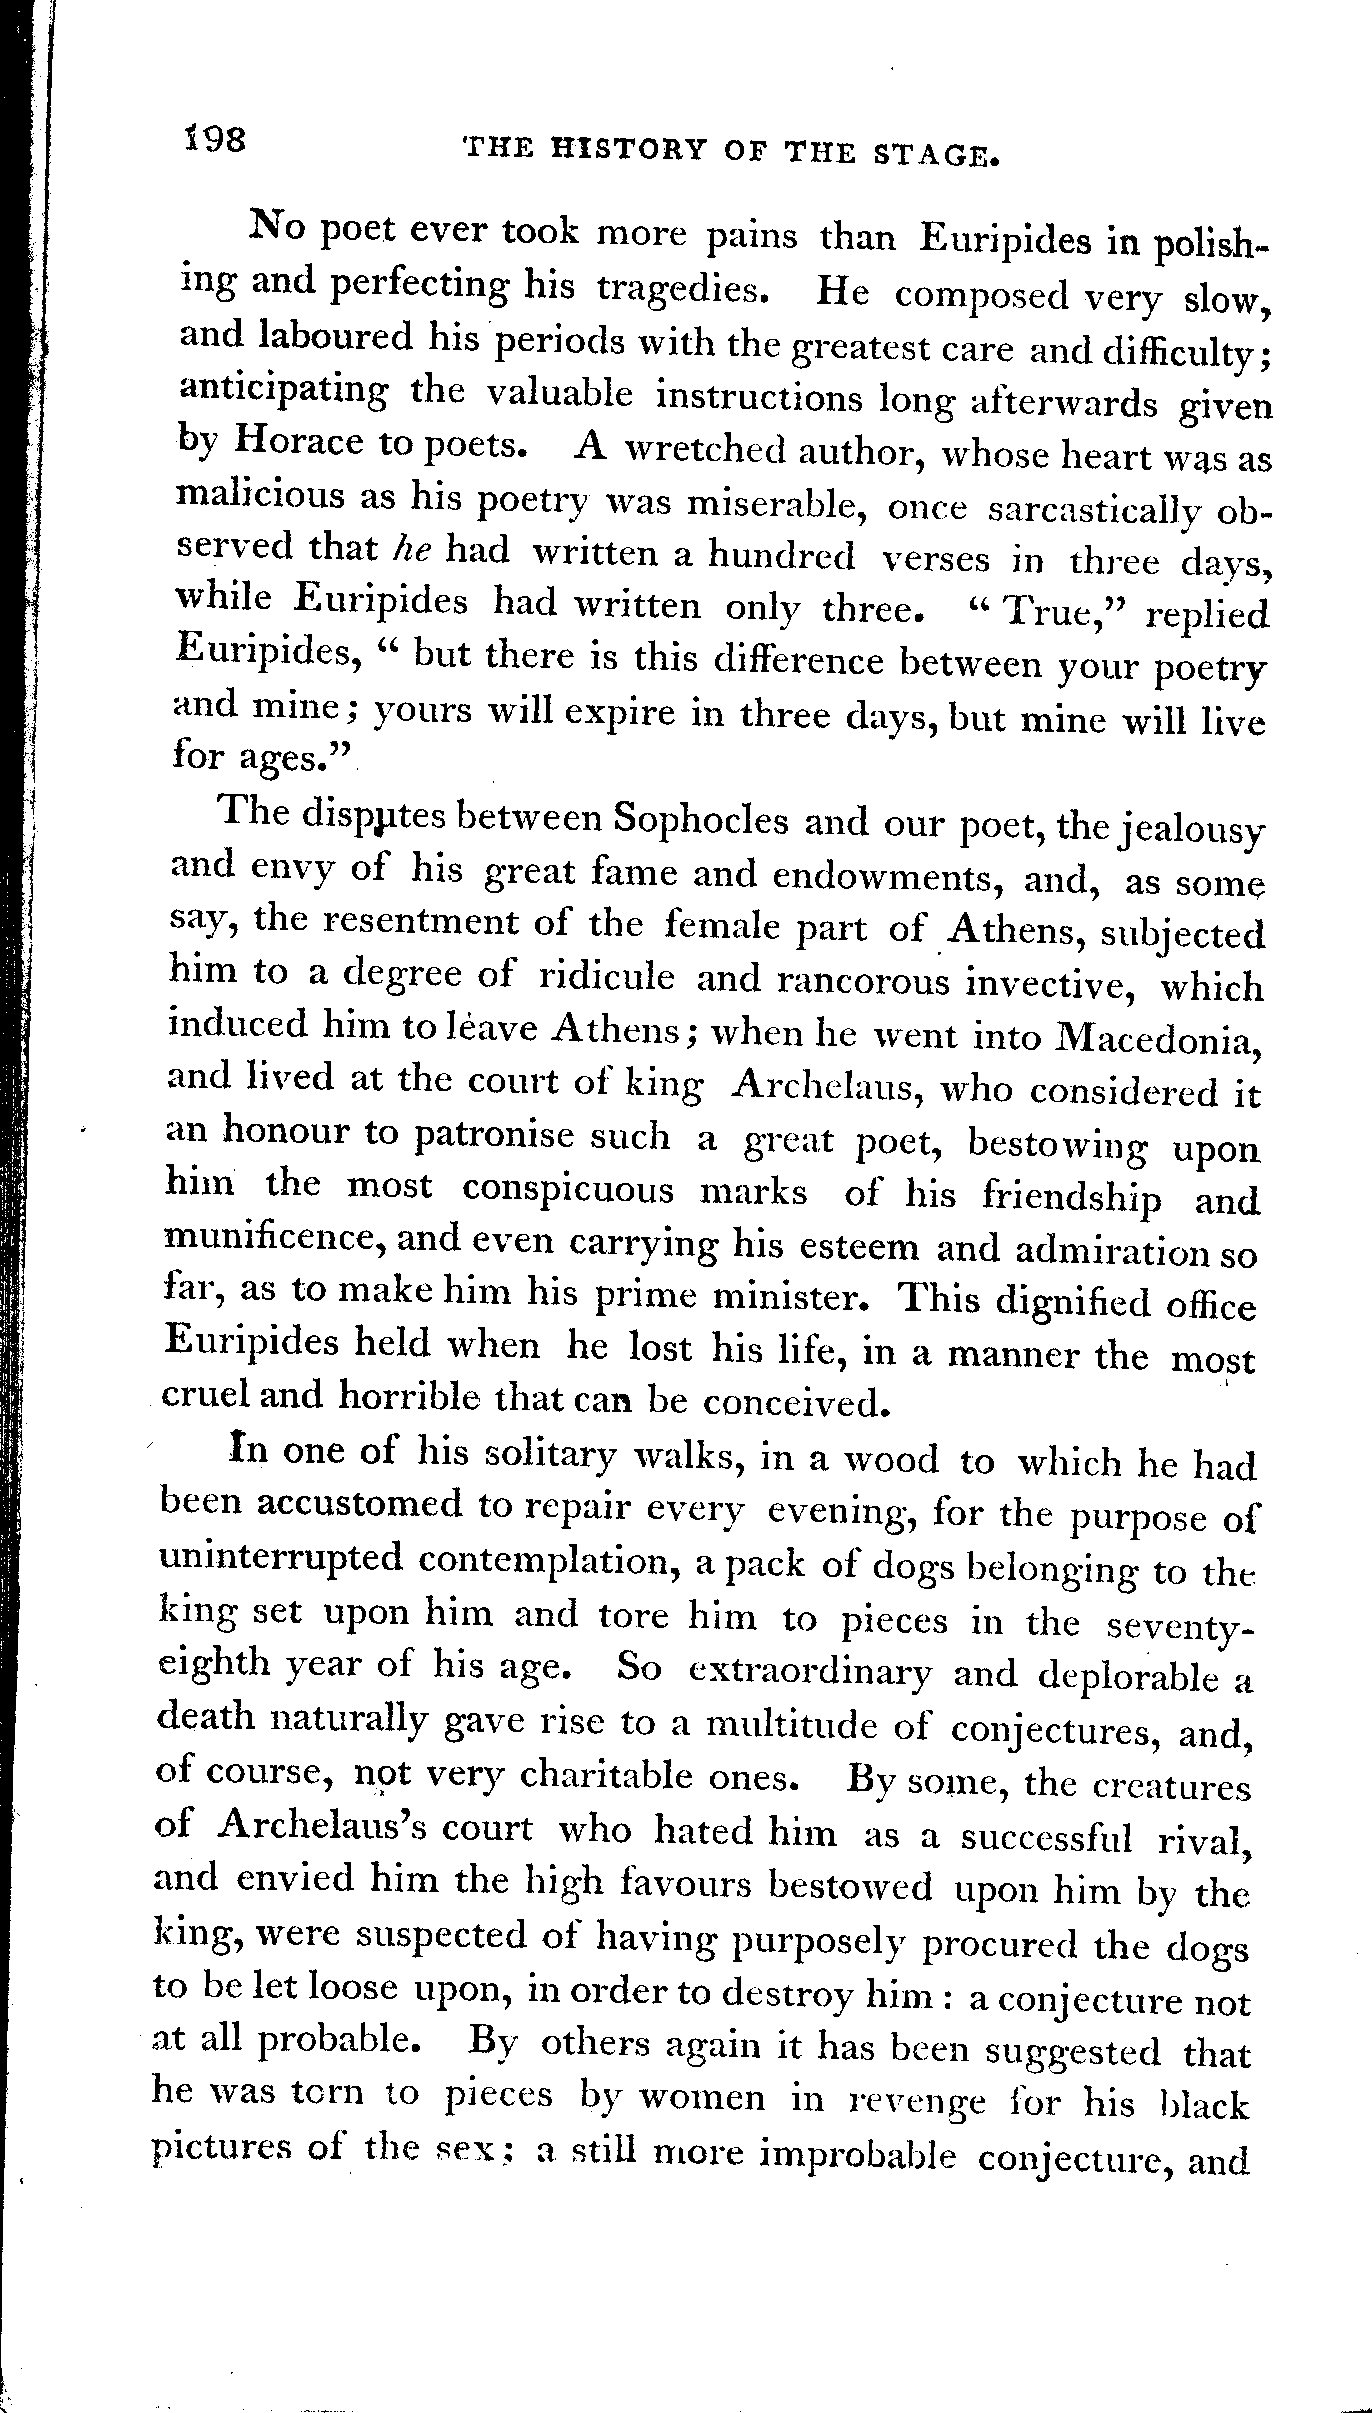 198
THE HISTORY OF THE STAGE.
No poet ever took more pains than Euripides in polish-
ing and perfecting his tragedies. He composed very slow,
and laboured his periods with the greatest care and difficulty;
anticipating the valuable instructions long afterwards given
by Horace to poets. A wretched author, whose heart was as
malicious as his poetry was miserable, once sarcastically ob-
served that he had written a hundred verses in three days,
while Euripides had written only three. “ True,” replied
Euripides, “ but there is this difference between your poetry
and mine; yours will expire in three days, but mine will live
for ages.”
The disputes between Sophocles and our poet, the jealousy
and envy of his great fame and endowments, and, as some
say, the resentment of the female part of Athens, subjected
him to a degree of ridicule and rancorous invective, which
induced him to leave Athens; when he went into Macedonia,
and lived at the court of king Archelaus, who considered it
an honour to patronise such a great poet, bestowing upon
him the most conspicuous marks of his friendship and
munificence, and even carrying his esteem and admiration so
far, as to make him his prime minister. This dignified office
Euripides held when he lost his life, in a manner the most
cruel and horrible that can be conceived.
In one of his solitary walks, in a wood to which he had
been accustomed to repair every evening, for the purpose of
uninterrupted contemplation, a pack of dogs belonging to the
king set upon him and tore him to pieces in the seventy-
eighth year of his age. So extraordinary and deplorable a
death naturally gave rise to a multitude of conjectures, and,
of course, not very charitable ones. By some, the creatures
of Archelaus’s court who hated him as a successful rival,
and envied him the high favours bestowed upon him by the
king, were suspected of having purposely procured the dogs
to be let loose upon, in order to destroy him : a conjecture not
at all probable. By others again it has been suggested that
he was torn to pieces by women in revenge for his black
pictures of the sex; a still more improbable conjecture, and